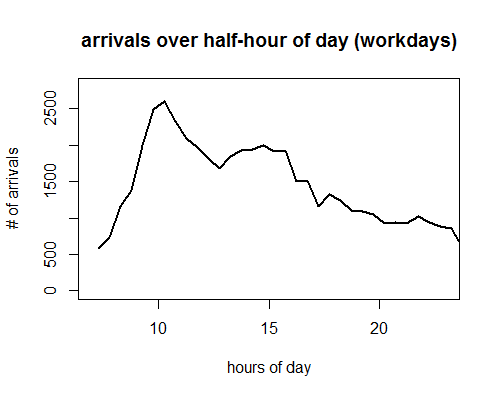 arrivals over half-hour of day (workdays)
# of arrivals
2500
1500
500
0
10 15 20
hours of day